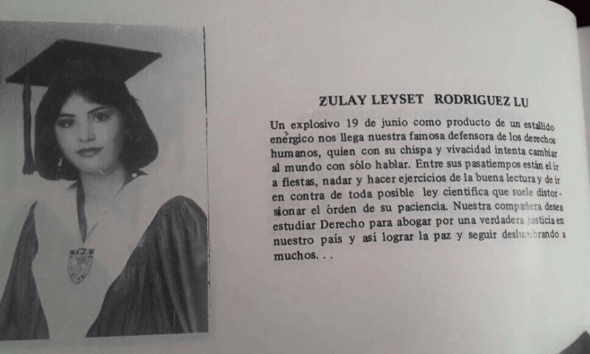 ZULAY LEYSET RODRIGUEZ LU
Un explosivo 19 de junio como producto de un estallido
enérgico nos llega nuestra famosa defensora de los derechos
humanos, quien con su chispa y vivacidad intenta cambiar
al mundo con sólo hablar. Entre sus pasatiempos están el ir
a fiestas, nadar y hacer ejercicios de la buena lectura y de ir
en contra de toda posible ley científica que suele distor-
sionar el órden de su paciencia. Nuestra compañera desea
estudiar Derecho para abogar por una verdadera justicia en
nuestro país y así lograr la paz y seguir deslumbrando a
muchos. . .